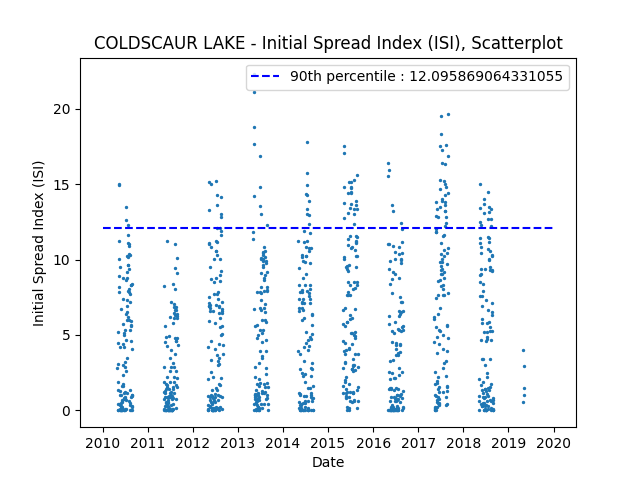 COLDSCAUR LAKE - Initial Spread Index (ISI), Scatterplot
90th percentile : 12.095869064331055
20
15
10
5
0
Initial Spread Index (ISI)
2010 2011 2012 2013 2014 2015 2016 2017 2018 2019 2020
Date